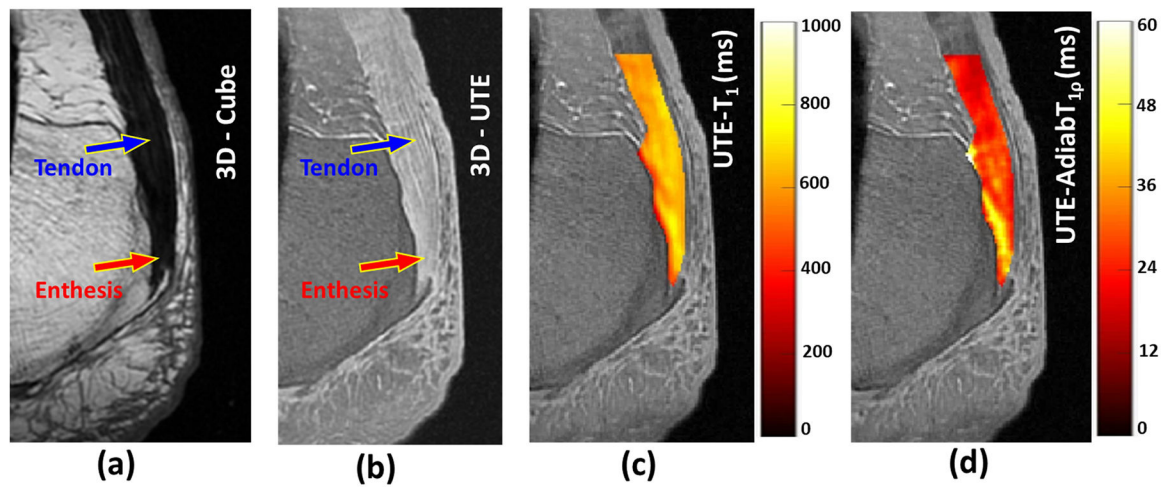 Tendon
Enthesis
3D - Cube
Tendon
Enthesis
3D - UTE
UTE-T₁ (ms)
1000
800
600
400
200
0
UTE-AdiabT₁ρ (ms)
60
48
36
24
12
0
(a)
(b)
(c)
(d)